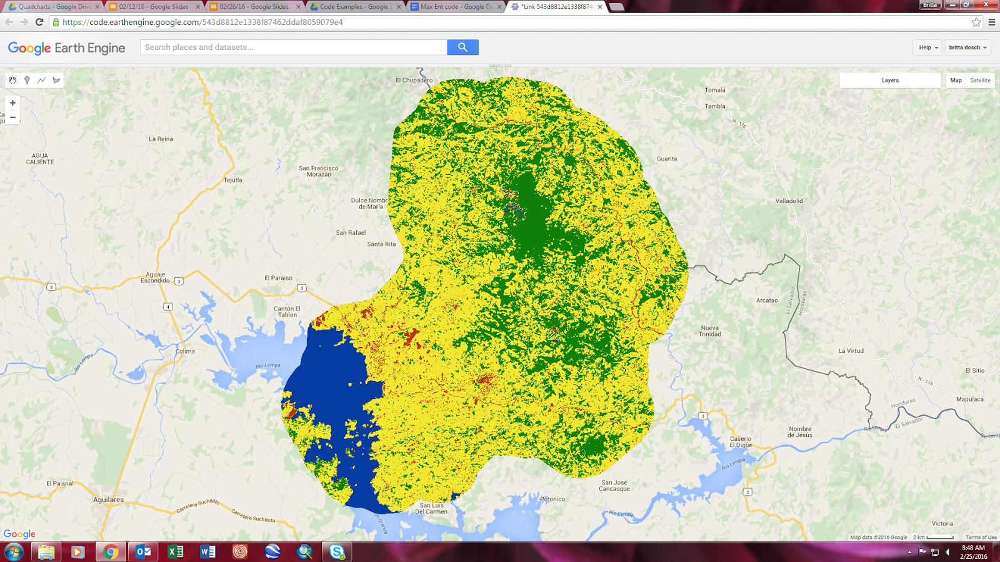 Quadcharts - Google Drive
02/12/16 - Google Slides
02/26/16 - Google Slides
Code Examples - Google D
Max Ent code - Google Do
*Link 543d8812e1338f874
Britta
https://code.earthengine.google.com/543d8812e1338f87462ddaf8059079e4
Google Earth Engine
Search places and datasets...
Help
britta.dosch
Layers
Map
Satellite
El Chupadero
Tomalá
Tambla
N - 116
La Reina
AGUA
CALIENTE
Guarita
San Francisco
Morazán
Tejutla
Dulce Nomb
de María
Valladolid
San Rafael
Santa Rita
Aguaje
Escondido
3
El Paraiso
3
3
4
Cantón El
Tablon
Arcatao
El Salvador
Honduras
Nueva
Trinidad
Colima
Rio Lempa
Rio Lempa
La Virtud
El Sitio
N - 116
Mapulaca
Honduras
El Salvador
3
Nombre
de Jesús
Rio Lempa
Rio Lempa
Caserio
El Dique
Rio Lempa
El Paisnal
San José
Cancasque
3
Aguilares
Carretera Suchitoto
Carretera Suchitoto
Potonico
San Luis
Del Carmen
Rio Lempa
on Grande
Victoria
Google
Map data ©2016 Google
2 km
Terms of Use
8:48 AM
2/25/2016